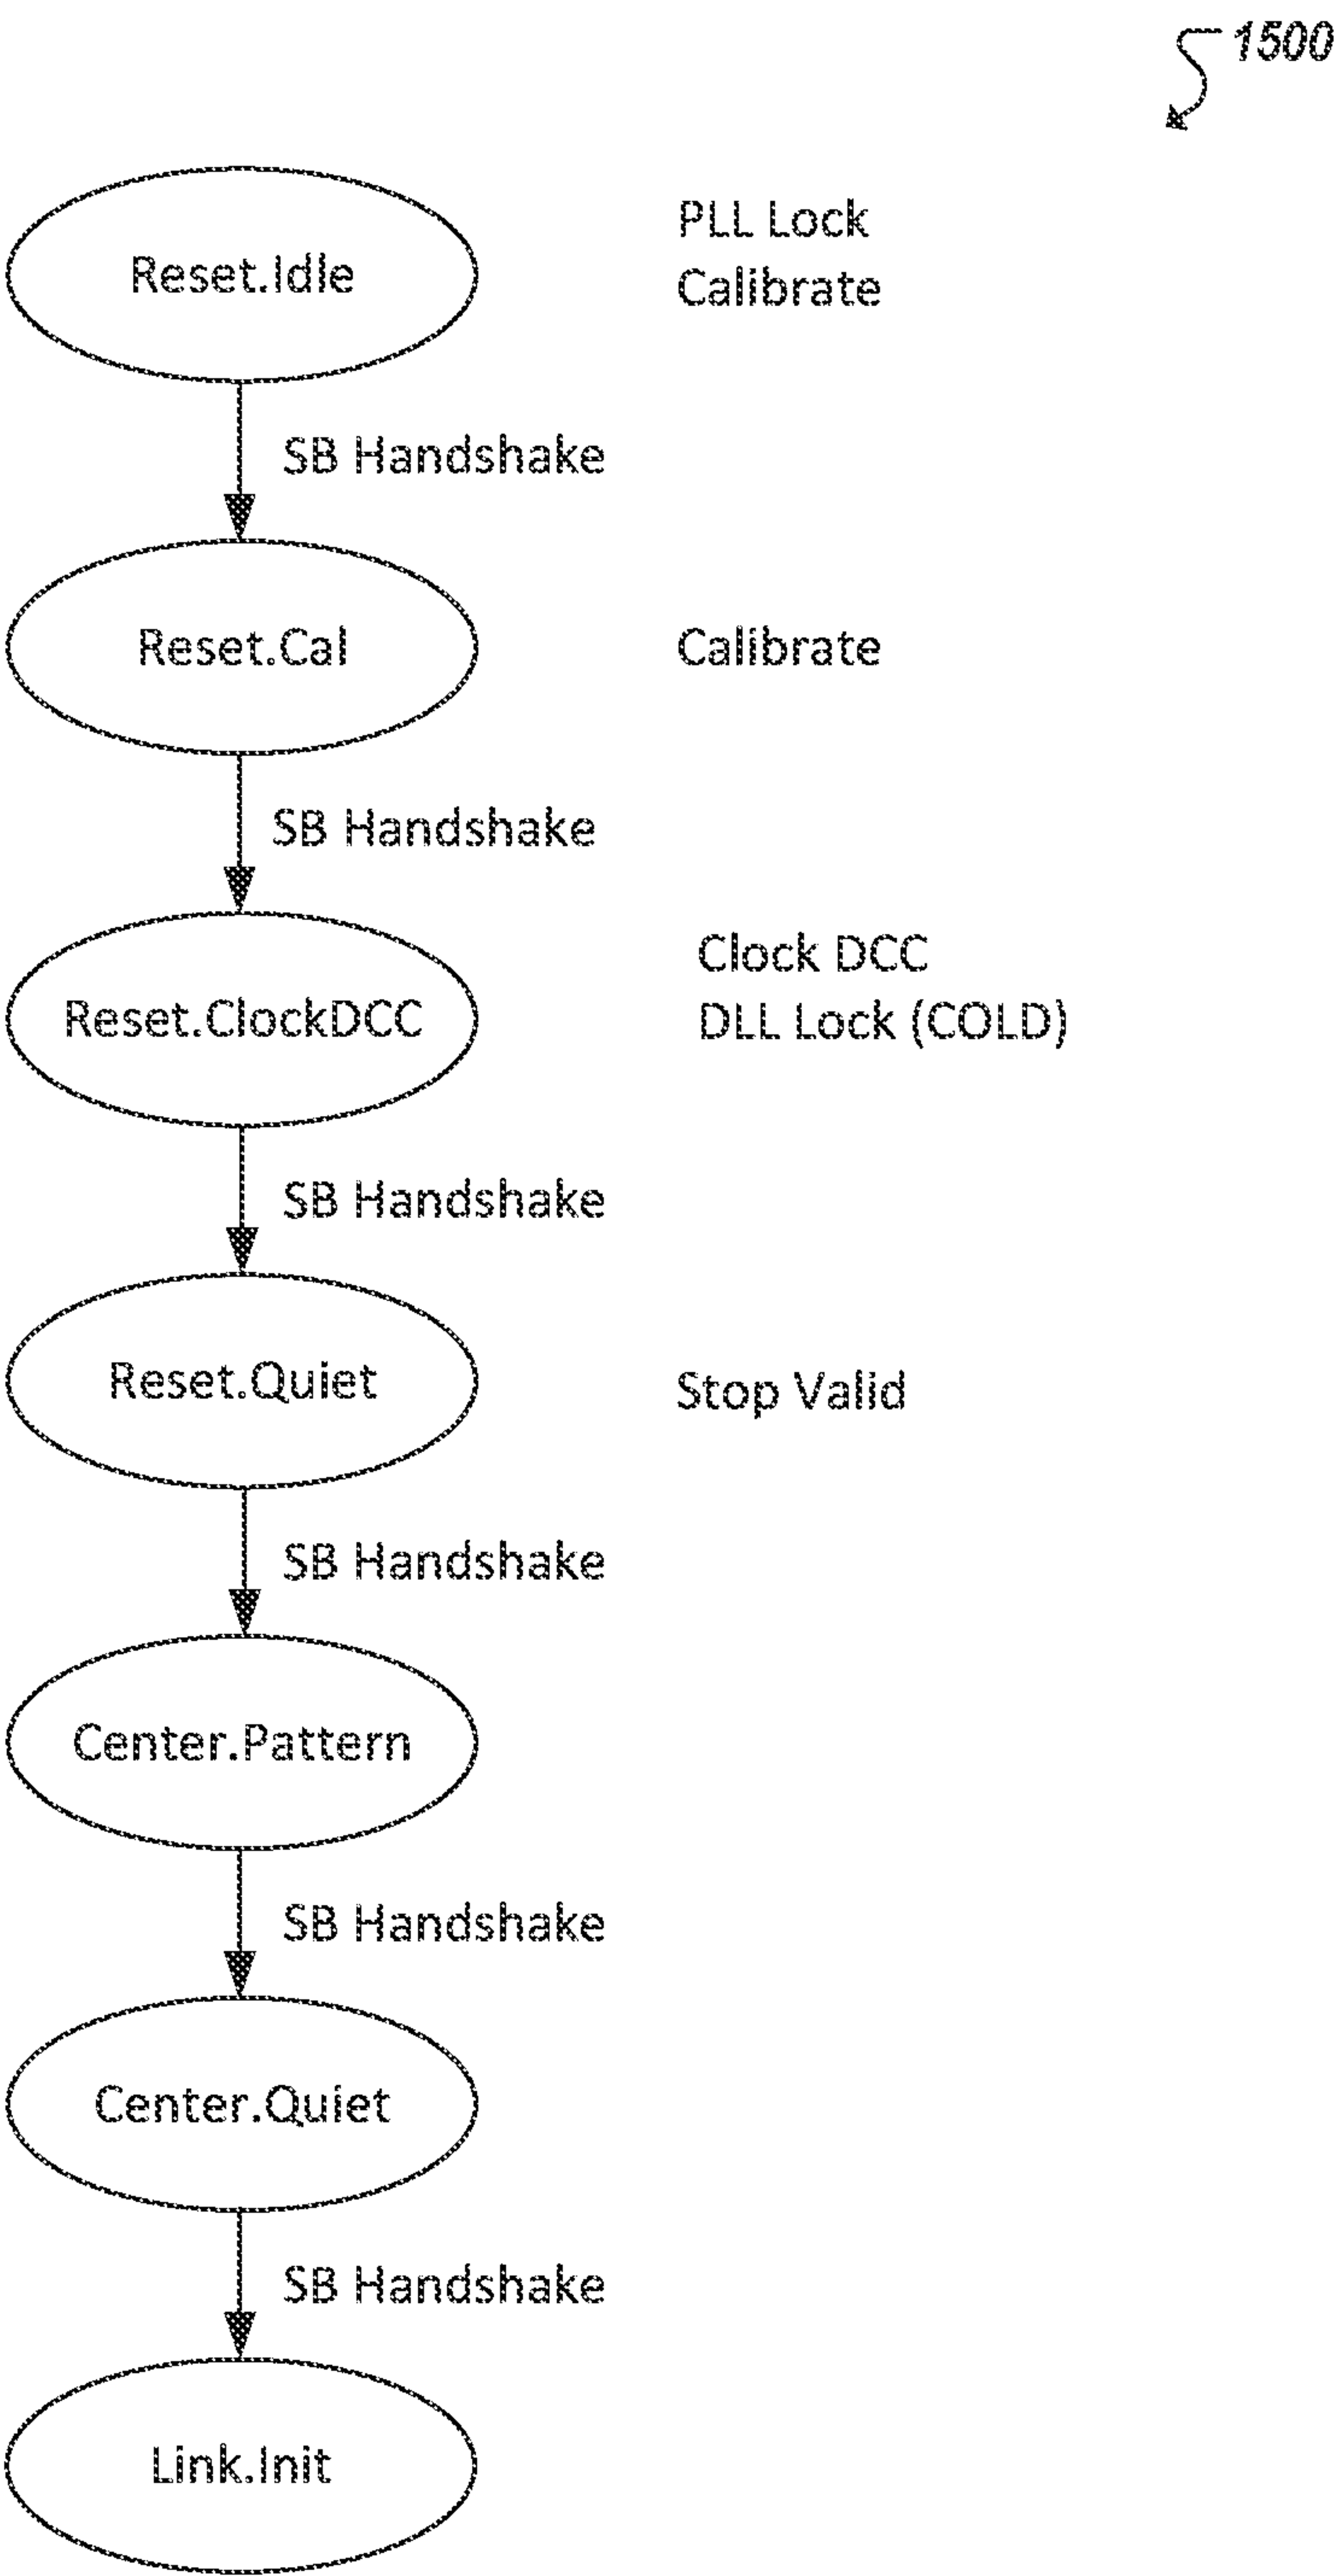 1500
Reset.Idle
PLL Lock
Calibrate
SB Handshake
Reset.Cal
Calibrate
SB Handshake
Reset.ClockDCC
Clock DCC
DLL Lock (COLD)
SB Handshake
Reset.Quiet
Stop Valid
SB Handshake
Center.Pattern
SB Handshake
Center.Quiet
SB Handshake
Link.Init